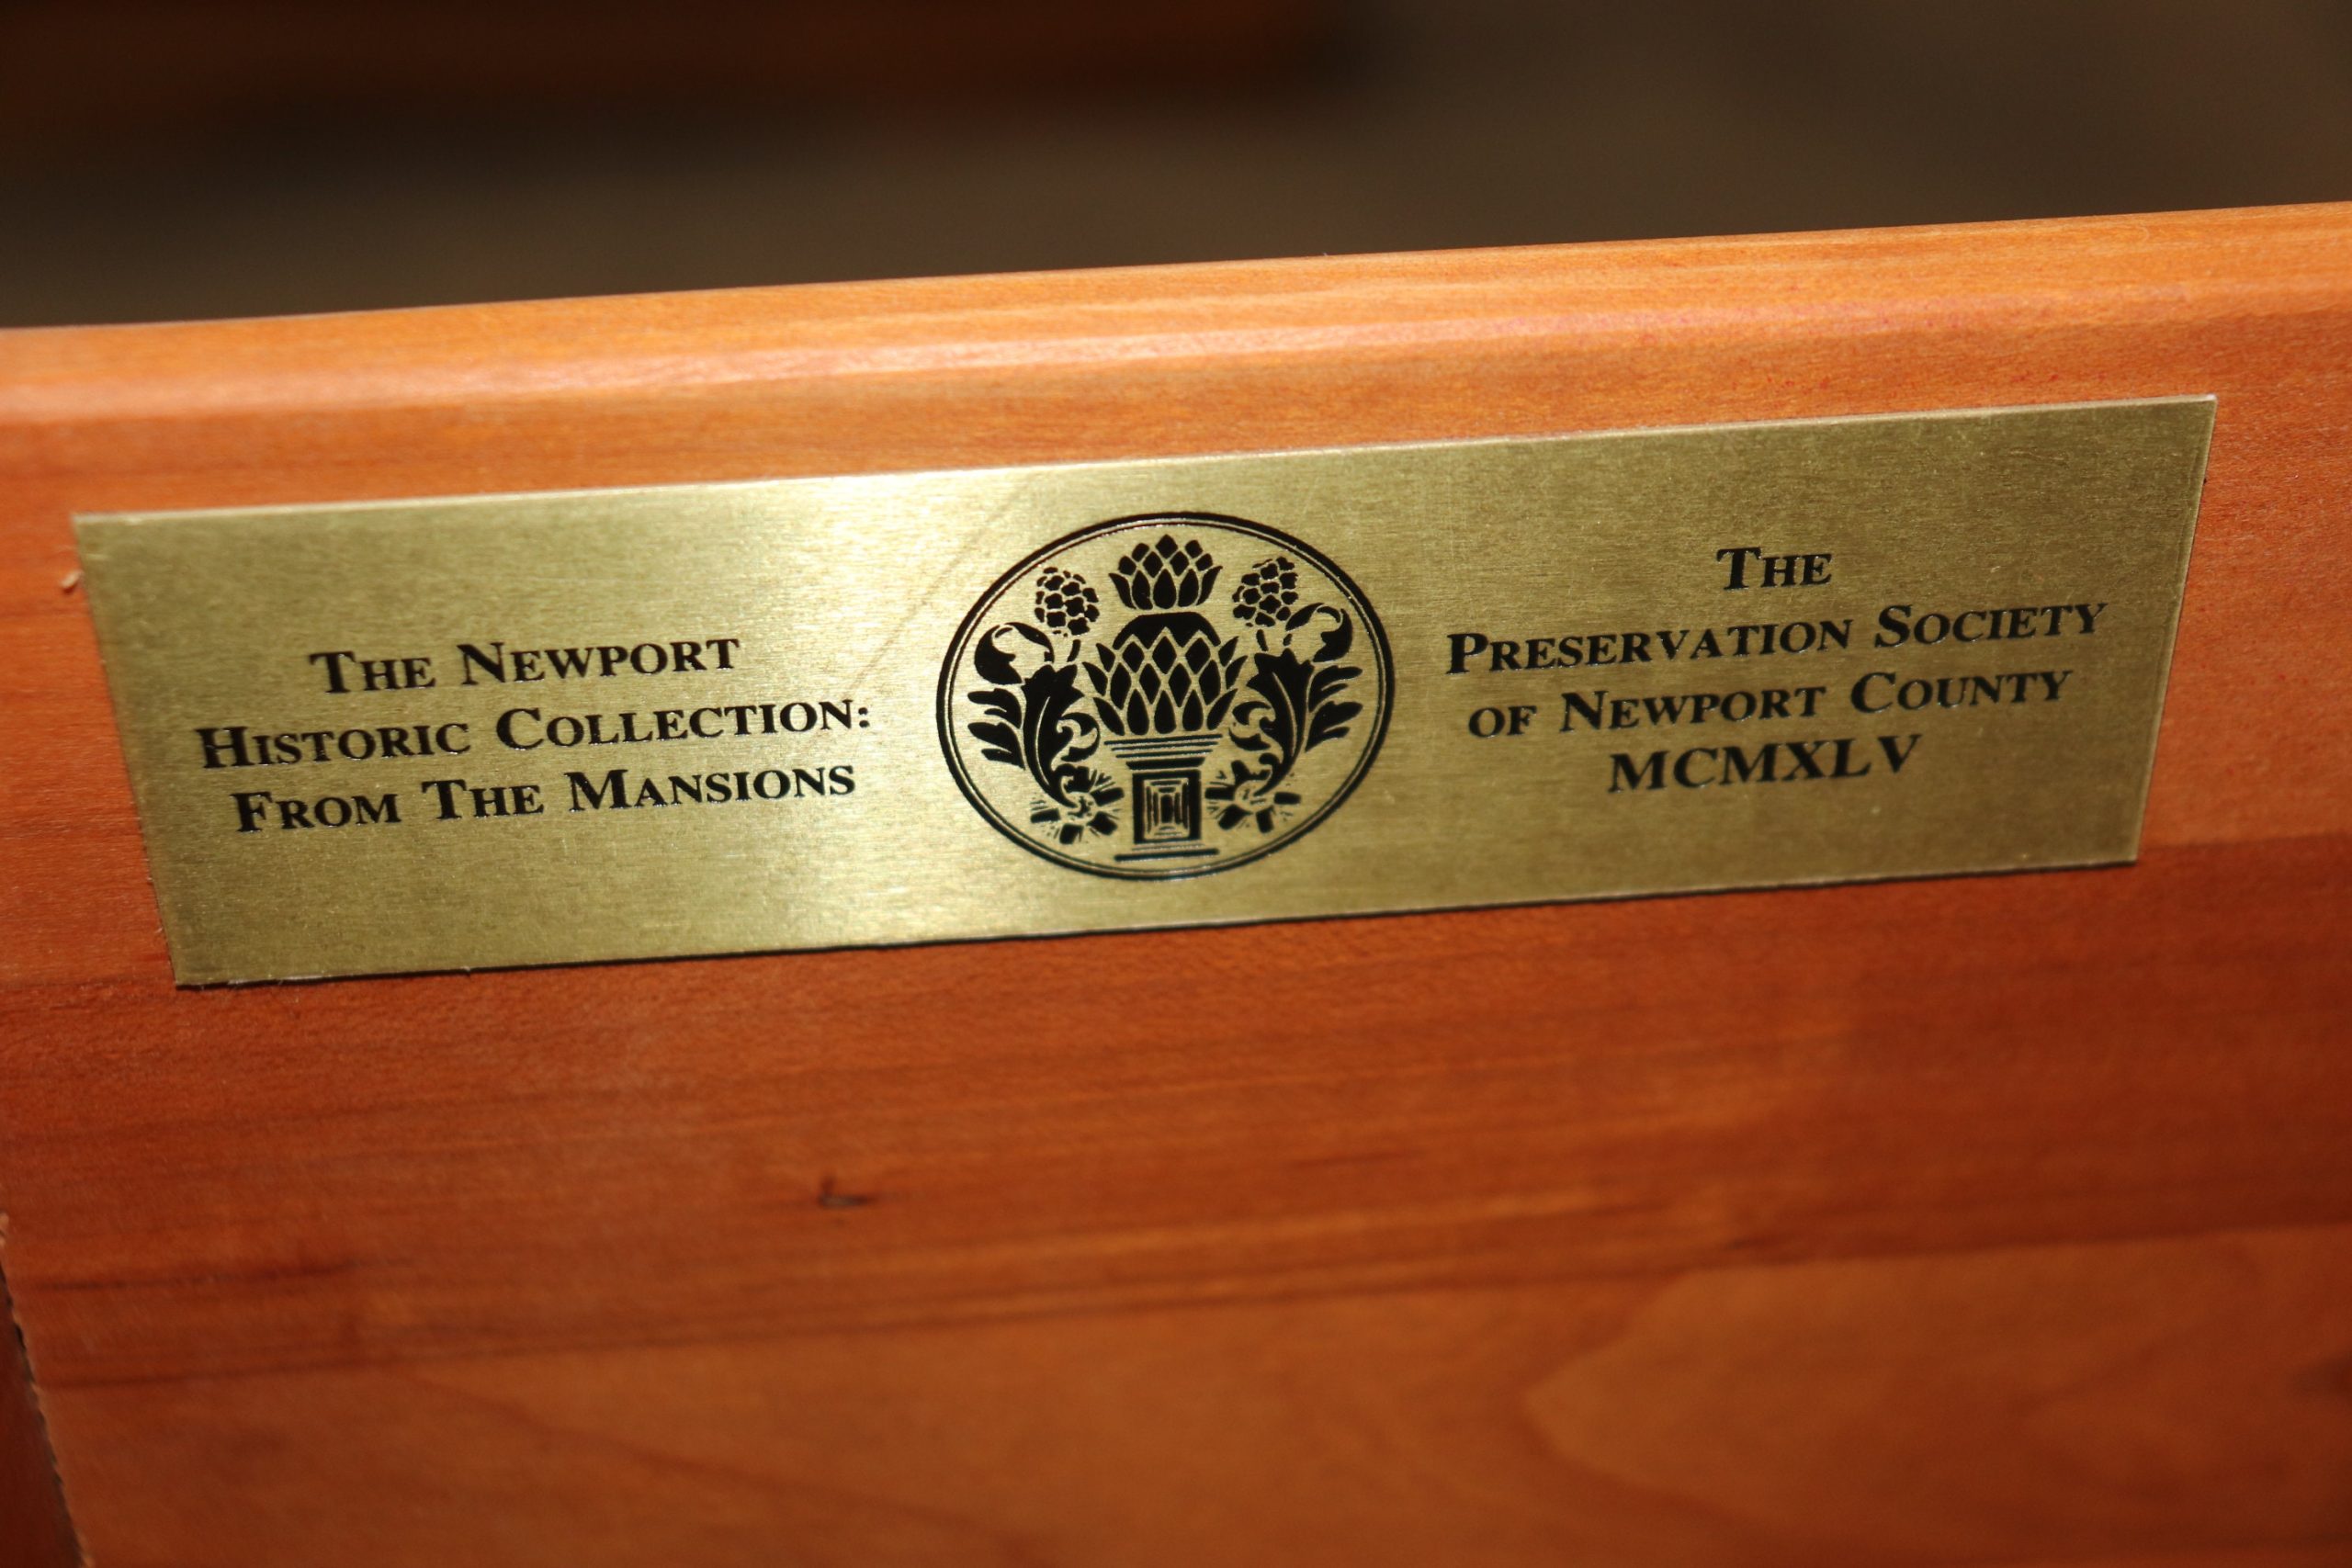 The Newport
Historic Collection:
From The Mansions
The
Preservation Society
of Newport County
MCMXLV